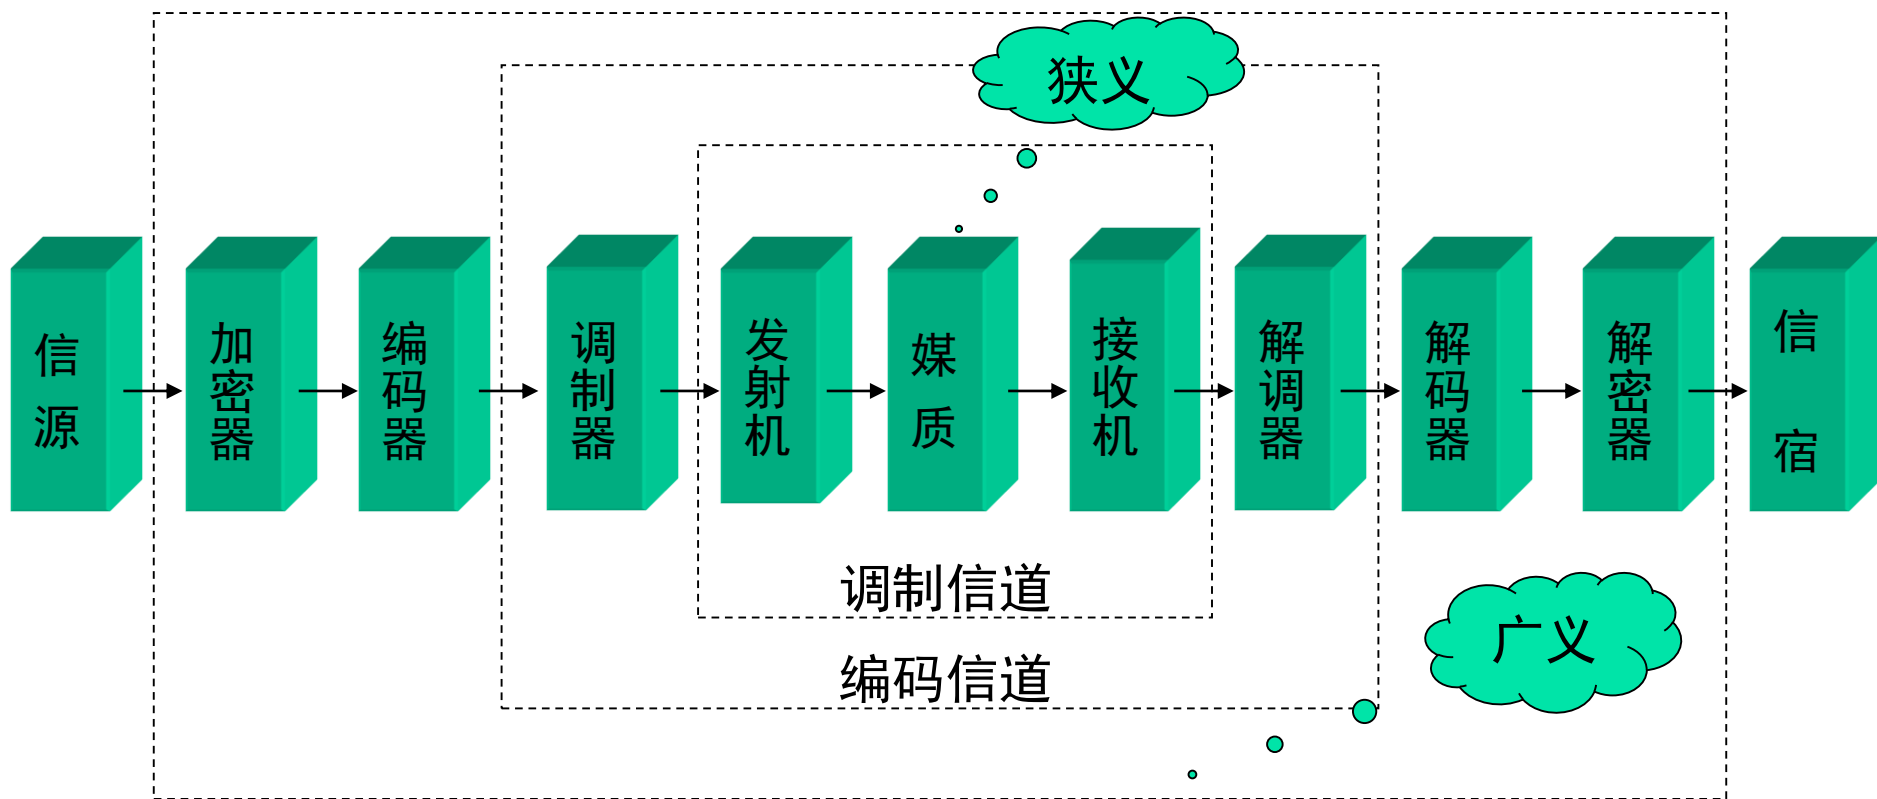 狭义
信源
加密器
编码器
调制器
发射机
媒质
接收机
解调器
解码器
解密器
信宿
调制信道
编码信道
广义